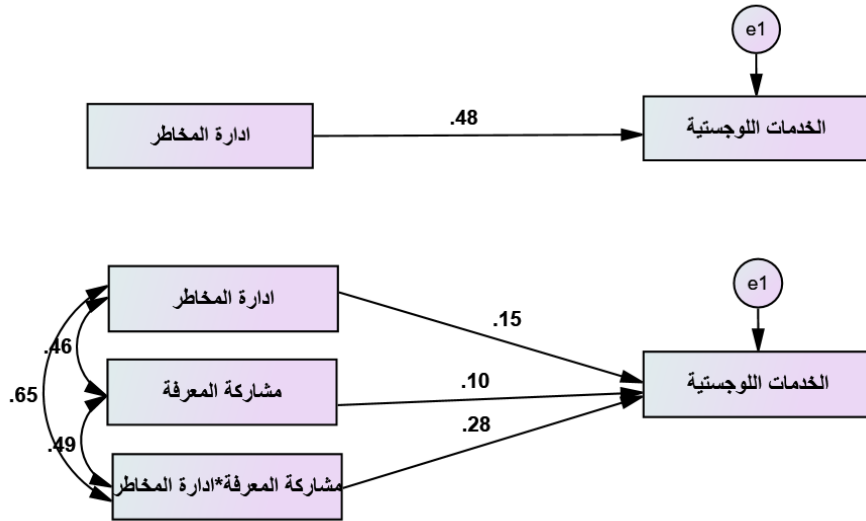 e1
ادارة المخاطر
.48
الخدمات اللوجستية
e1
ادارة المخاطر
.15
.46
.65
مشاركة المعرفة
.10
الخدمات اللوجستية
.49
.28
مشاركة المعرفة*ادارة المخاطر